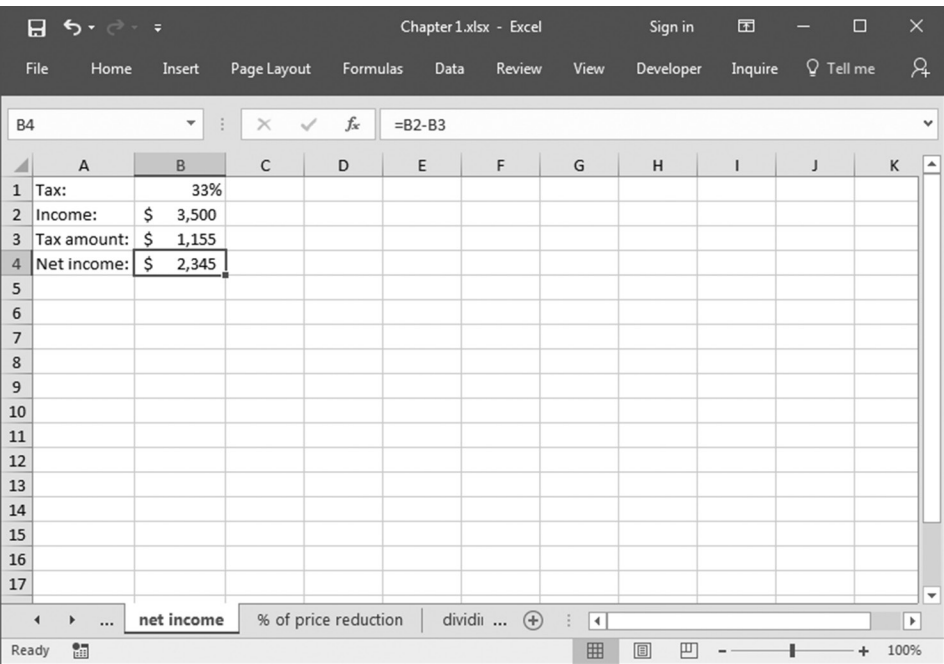 Chapter 1.xlsx - Excel Sign in
File Home Insert Page Layout Formulas Data Review View Developer Inquire Tell me
B4 fx =B2-B3
A B C D E F G H I J K
1 Tax: 33%
2 Income: $ 3,500
3 Tax amount: $ 1,155
4 Net income: $ 2,345
5
6
7
8
9
10
11
12
13
14
15
16
17
... net income % of price reduction dividii ...
Ready 100%